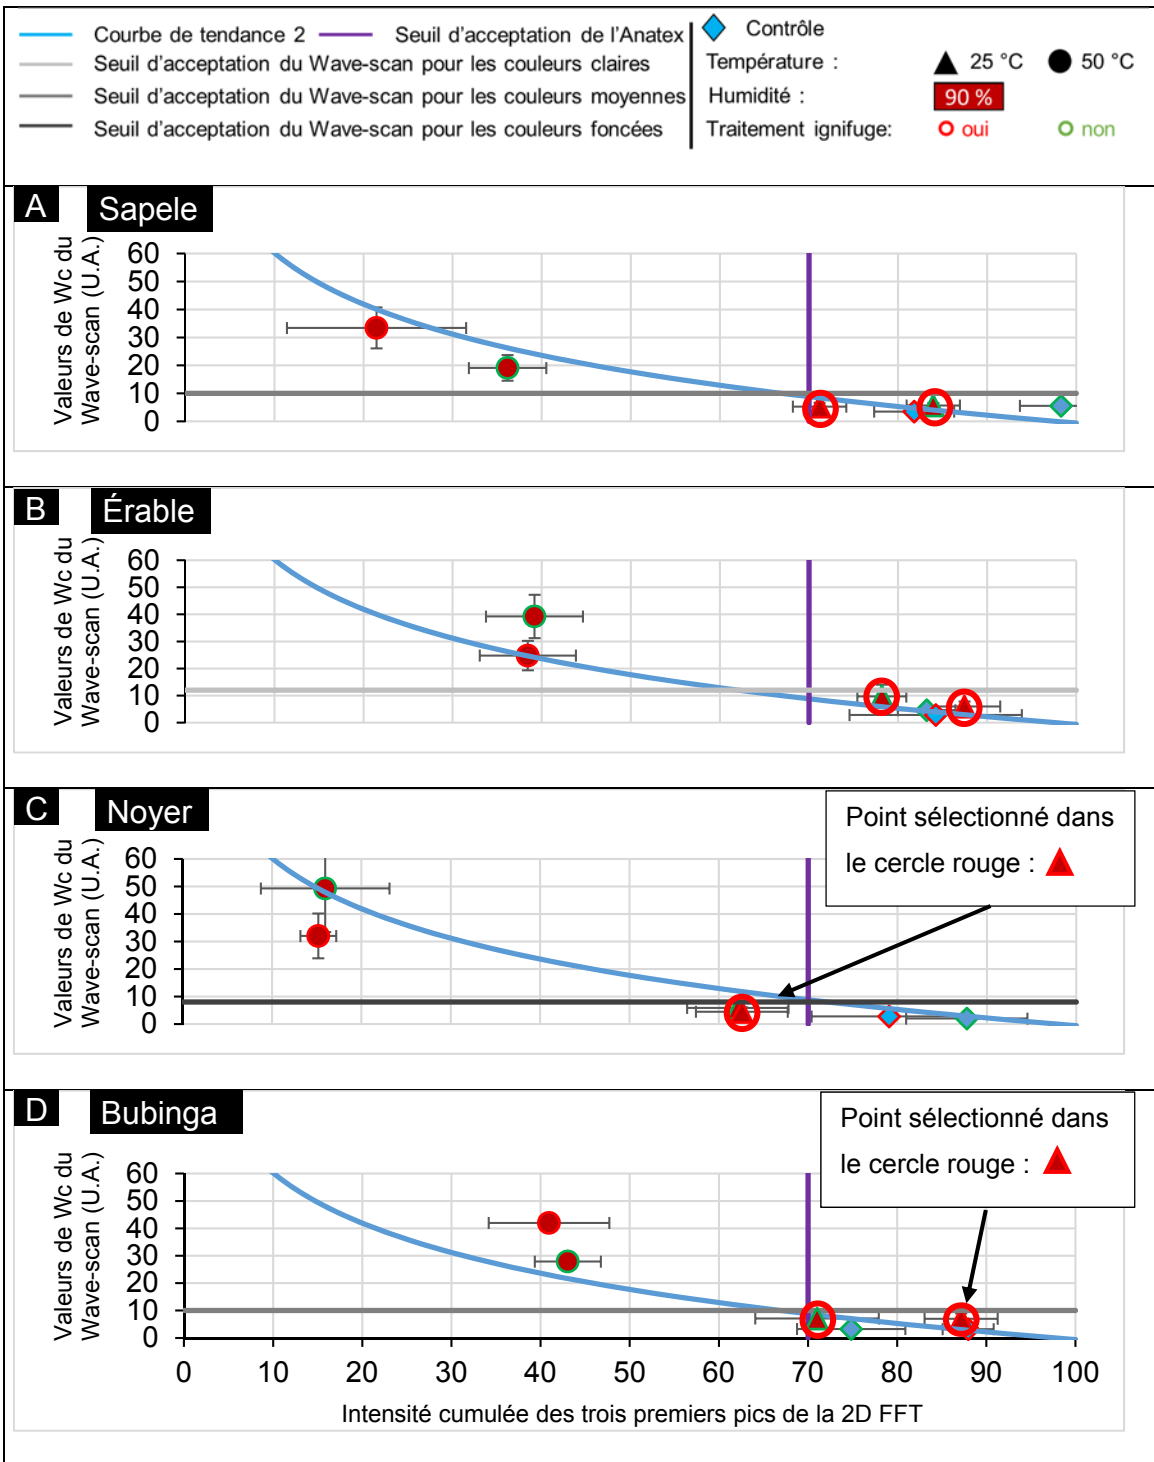 Courbe de tendance 2
Seuil d'acceptation de l'Anatex
Seuil d'acceptation du Wave-scan pour les couleurs claires
Seuil d'acceptation du Wave-scan pour les couleurs moyennes
Seuil d'acceptation du Wave-scan pour les couleurs foncées
Contrôle
Température : 25 °C 50 °C
Humidité : 90 %
Traitement ignifuge: oui non
A Sapele
Valeurs de Wc du
Wave-scan (U.A.)
60
50
40
30
20
10
0
B Érable
Valeurs de Wc du
Wave-scan (U.A.)
60
50
40
30
20
10
0
C Noyer
Point sélectionné dans
le cercle rouge :
Valeurs de Wc du
Wave-scan (U.A.)
60
50
40
30
20
10
0
D Bubinga
Point sélectionné dans
le cercle rouge :
Valeurs de Wc du
Wave-scan (U.A.)
60
50
40
30
20
10
0
0 10 20 30 40 50 60 70 80 90 100
Intensité cumulée des trois premiers pics de la 2D FFT